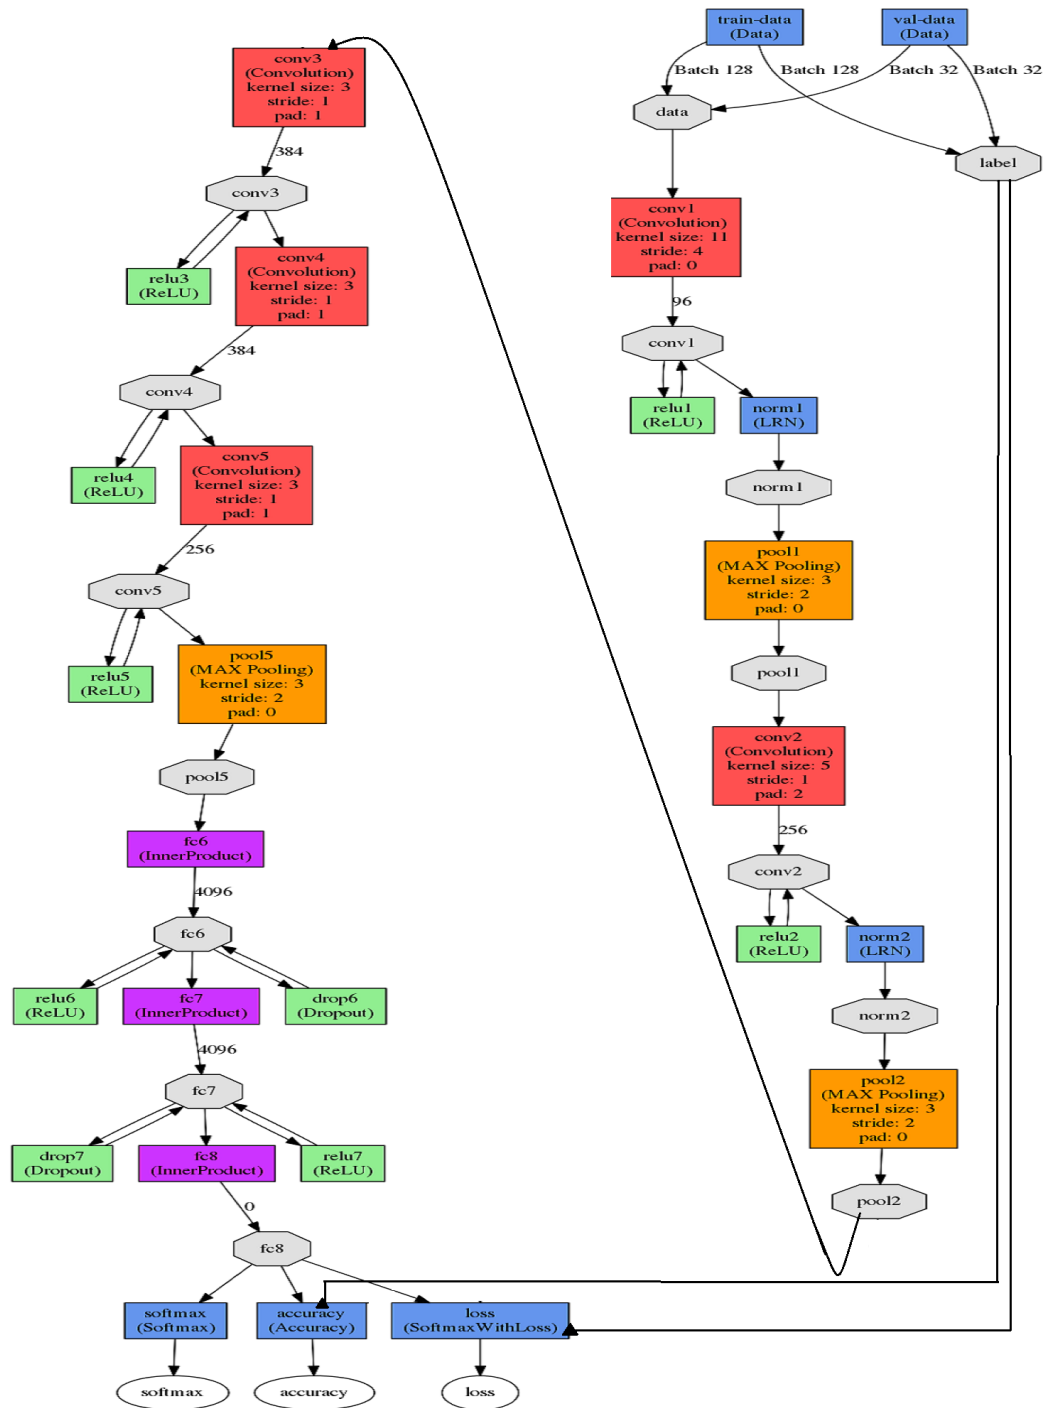 train-data
(Data)
val-data
(Data)
Batch 128
Batch 128
Batch 32
Batch 32
data
label
conv1
(Convolution)
kernel size: 11
stride: 4
pad: 0
96
conv1
relu1
(ReLU)
norm1
(LRN)
norm1
pool1
(MAX Pooling)
kernel size: 3
stride: 2
pad: 0
pool1
conv2
(Convolution)
kernel size: 5
stride: 1
pad: 2
256
conv2
relu2
(ReLU)
norm2
(LRN)
norm2
pool2
(MAX Pooling)
kernel size: 3
stride: 2
pad: 0
pool2
conv3
(Convolution)
kernel size: 3
stride: 1
pad: 1
384
conv3
relu3
(ReLU)
conv4
(Convolution)
kernel size: 3
stride: 1
pad: 1
384
conv4
relu4
(ReLU)
conv5
(Convolution)
kernel size: 3
stride: 1
pad: 1
256
conv5
relu5
(ReLU)
pool5
(MAX Pooling)
kernel size: 3
stride: 2
pad: 0
pool5
fc6
(InnerProduct)
4096
fc6
relu6
(ReLU)
fc7
(InnerProduct)
drop6
(Dropout)
4096
fc7
drop7
(Dropout)
fc8
(InnerProduct)
relu7
(ReLU)
0
fc8
softmax
(Softmax)
accuracy
(Accuracy)
loss
(SoftmaxWithLoss)
softmax
accuracy
loss